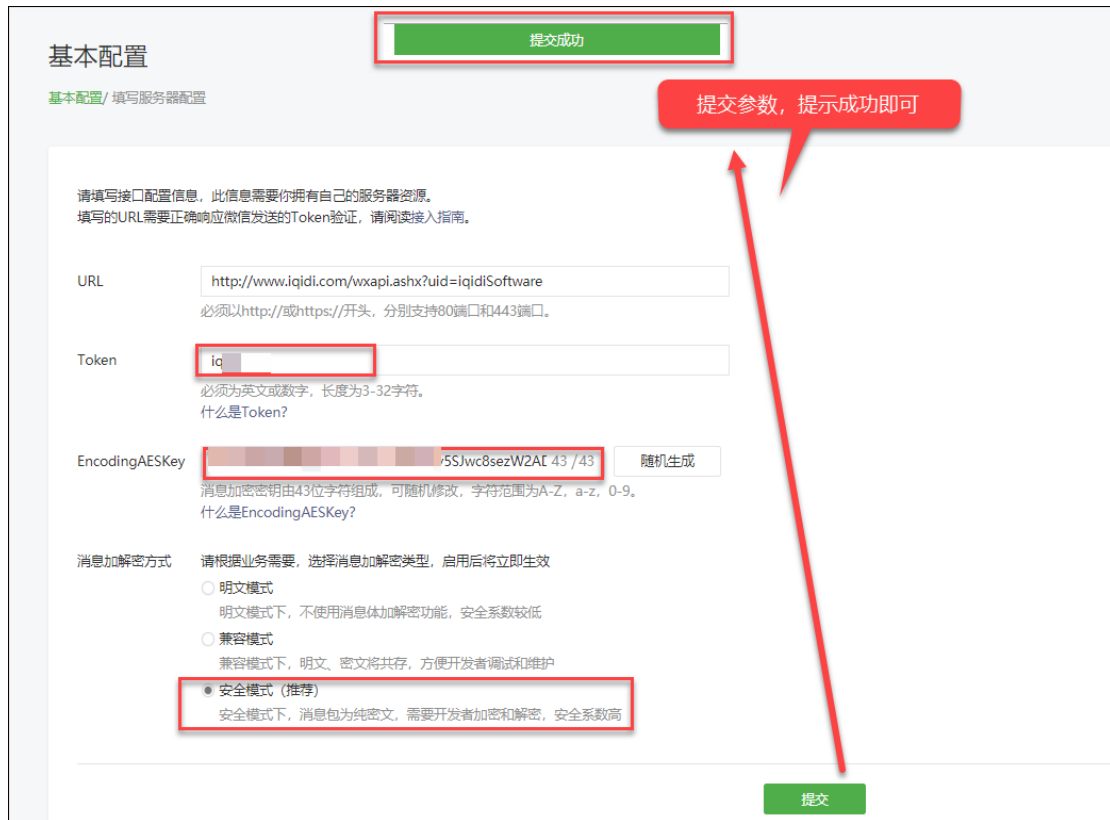 提交成功
基本配置
基本配置/ 填写服务器配置
提交参数，提示成功即可
请填写接口配置信息，此信息需要你拥有自己的服务器资源。
填写的URL需要正确响应微信发送的Token验证，请阅读接入指南。
URL
http://www.iqidi.com/wxapi.ashx?uid=iqidiSoftware
必须以http://或https://开头，分别支持80端口和443端口。
Token
iq
必须为英文或数字，长度为3-32字符。
什么是Token?
EncodingAESKey
5SJwc8sezW2A 43 /43
随机生成
消息加密密钥由43位字符组成，可随机修改，字符范围为A-Z，a-z，0-9。
什么是EncodingAESKey?
消息加解密方式
请根据业务需要，选择消息加解密类型，启用后将立即生效
明文模式
明文模式下，不使用消息体加解密功能，安全系数较低
兼容模式
兼容模式下，明文、密文将共存，方便开发者调试和维护
安全模式（推荐）
安全模式下，消息包为纯密文，需要开发者加密和解密，安全系数高
提交